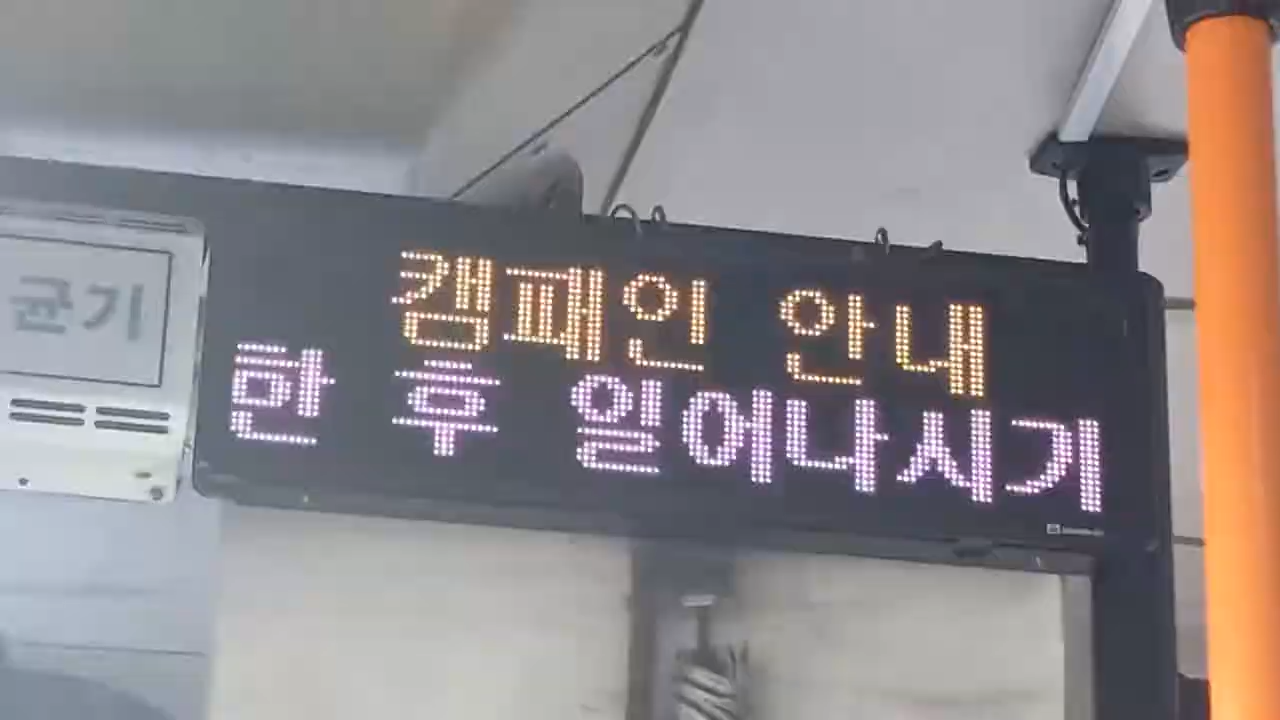 캠페인 안내
한 후 일어나시기
균기